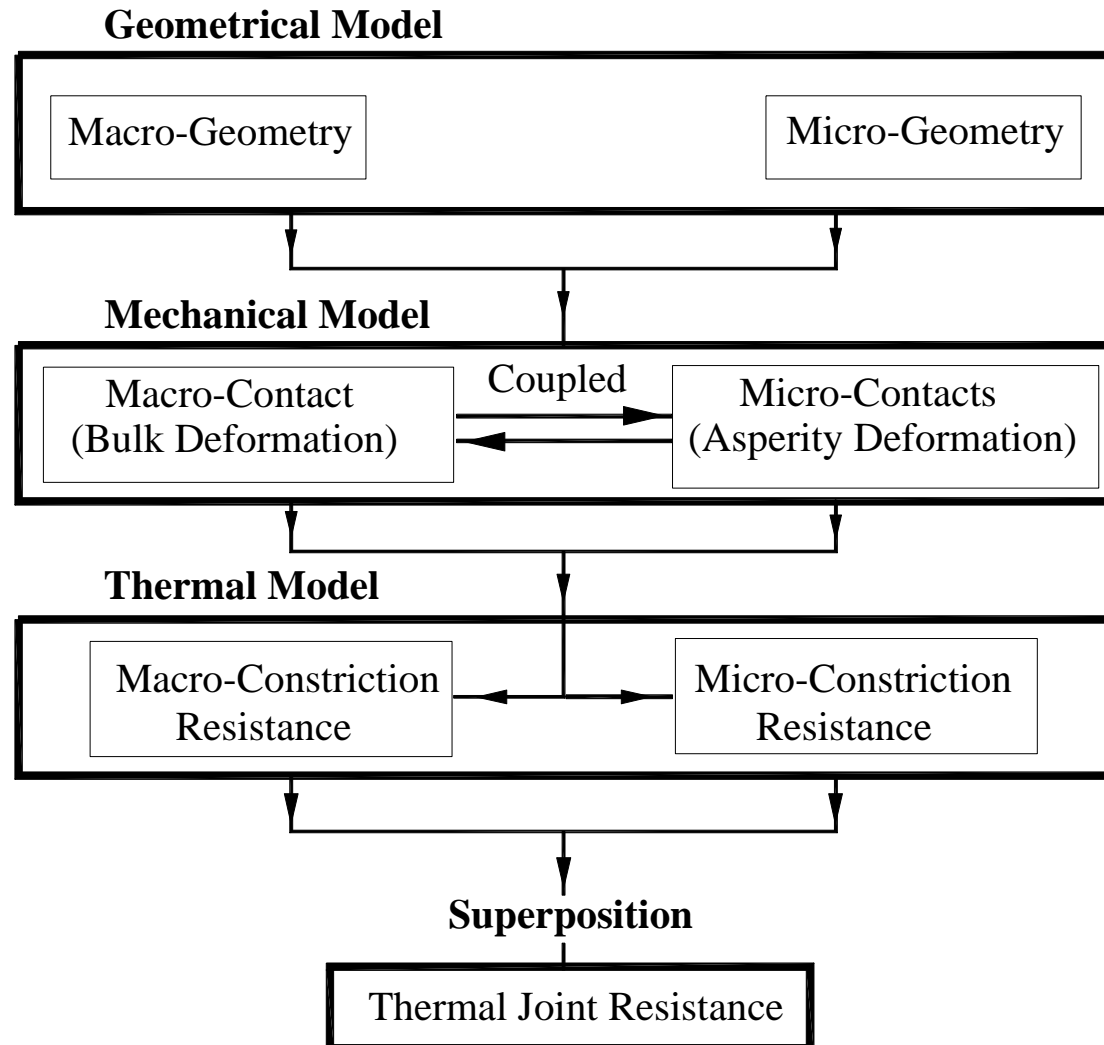 Geometrical Model
Macro-Geometry
Micro-Geometry
Mechanical Model
Macro-Contact
(Bulk Deformation)
Coupled
Micro-Contacts
(Asperity Deformation)
Thermal Model
Macro-Constriction
Resistance
Micro-Constriction
Resistance
Superposition
Thermal Joint Resistance